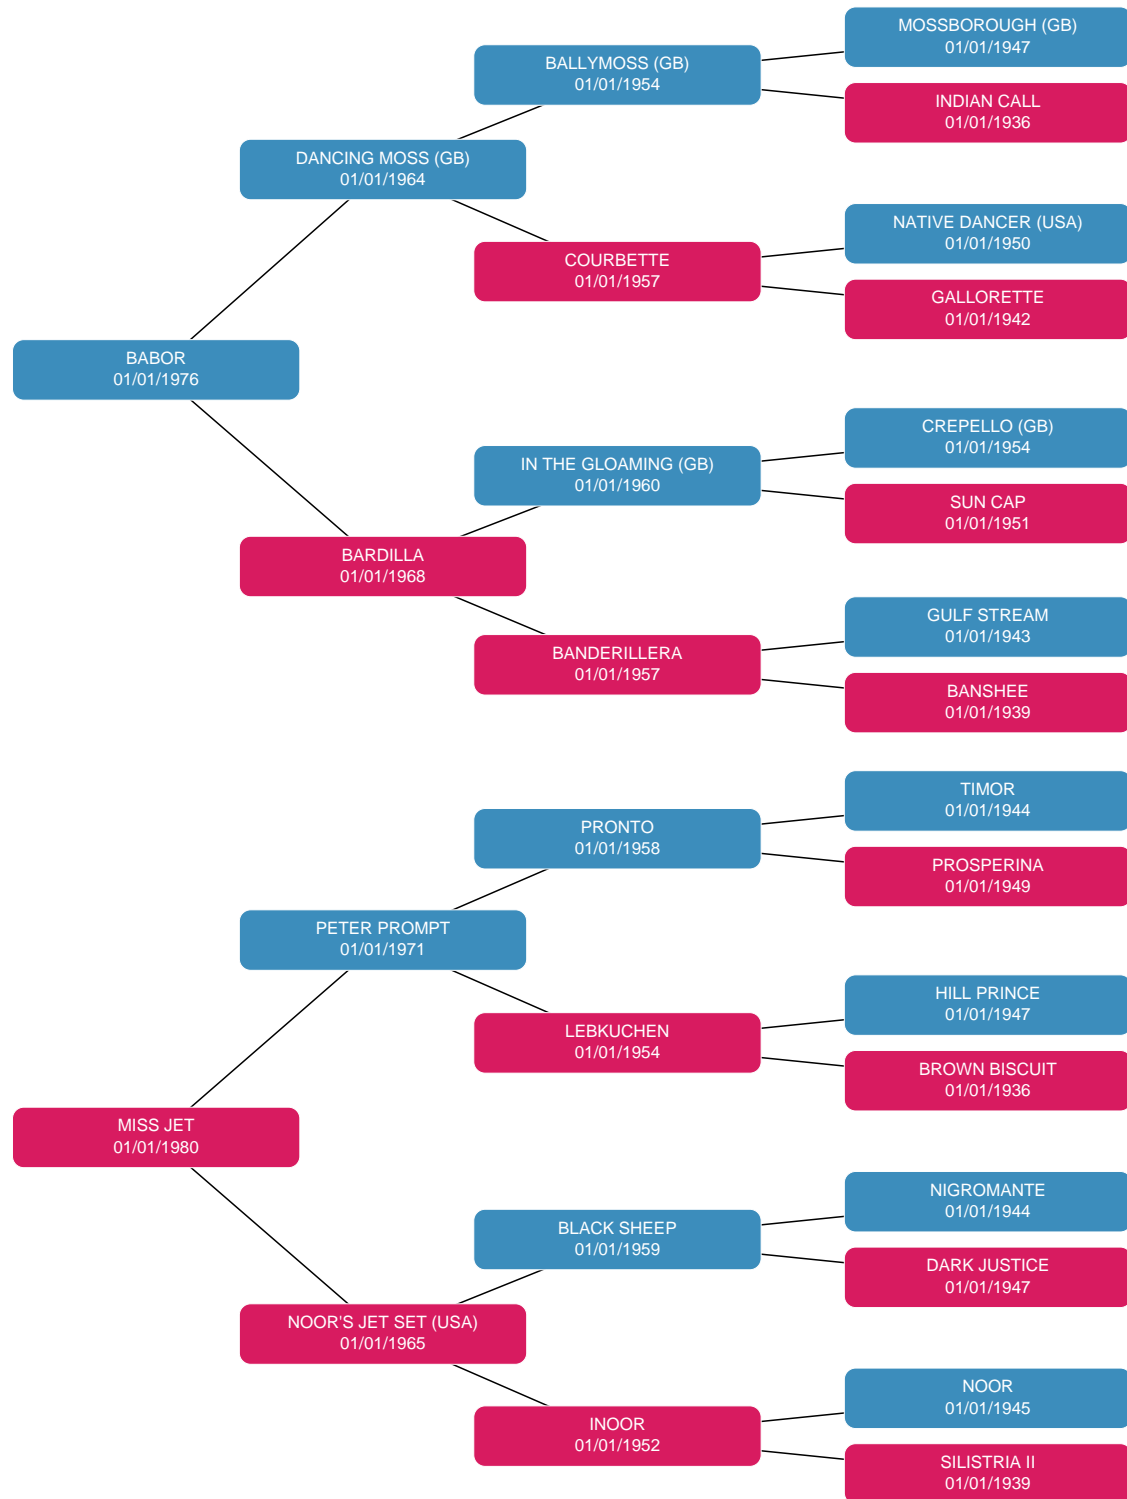 MOSSBOROUGH (GB)
01/01/1947
BALLYMOSS (GB)
01/01/1954
INDIAN CALL
01/01/1936
DANCING MOSS (GB)
01/01/1964
NATIVE DANCER (USA)
01/01/1950
COURBETTE
01/01/1957
GALLORETTE
01/01/1942
BABOR
01/01/1976
CREPELLO (GB)
01/01/1954
IN THE GLOAMING (GB)
01/01/1960
SUN CAP
01/01/1951
BARDILLA
01/01/1968
GULF STREAM
01/01/1943
BANDERILLERA
01/01/1957
BANSHEE
01/01/1939
TIMOR
01/01/1944
PRONTO
01/01/1958
PROSPERINA
01/01/1949
PETER PROMPT
01/01/1971
HILL PRINCE
01/01/1947
LEBKUCHEN
01/01/1954
BROWN BISCUIT
01/01/1936
MISS JET
01/01/1980
NIGROMANTE
01/01/1944
BLACK SHEEP
01/01/1959
DARK JUSTICE
01/01/1947
NOOR'S JET SET (USA)
01/01/1965
NOOR
01/01/1945
INOOR
01/01/1952
SILISTRIA II
01/01/1939